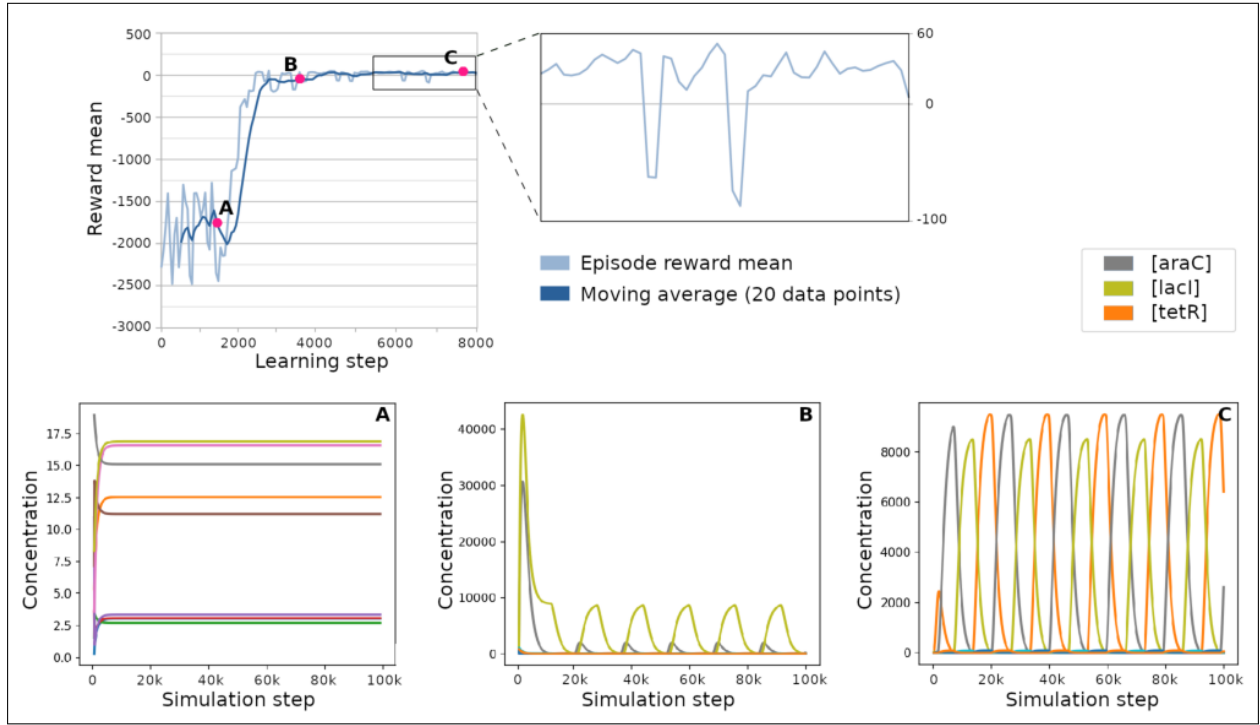 500
0
-500
-1000
-1500
-2000
-2500
-3000
Reward mean
A
B
C
0 2000 4000 6000 8000
Learning step
60
0
-100
Episode reward mean
Moving average (20 data points)
[araC]
[lacI]
[tetR]
A
17.5
15.0
12.5
10.0
7.5
5.0
2.5
0.0
Concentration
0 20k 40k 60k 80k 100k
Simulation step
B
40000
30000
20000
10000
0
Concentration
0 20k 40k 60k 80k 100k
Simulation step
C
8000
6000
4000
2000
0
Concentration
0 20k 40k 60k 80k 100k
Simulation step